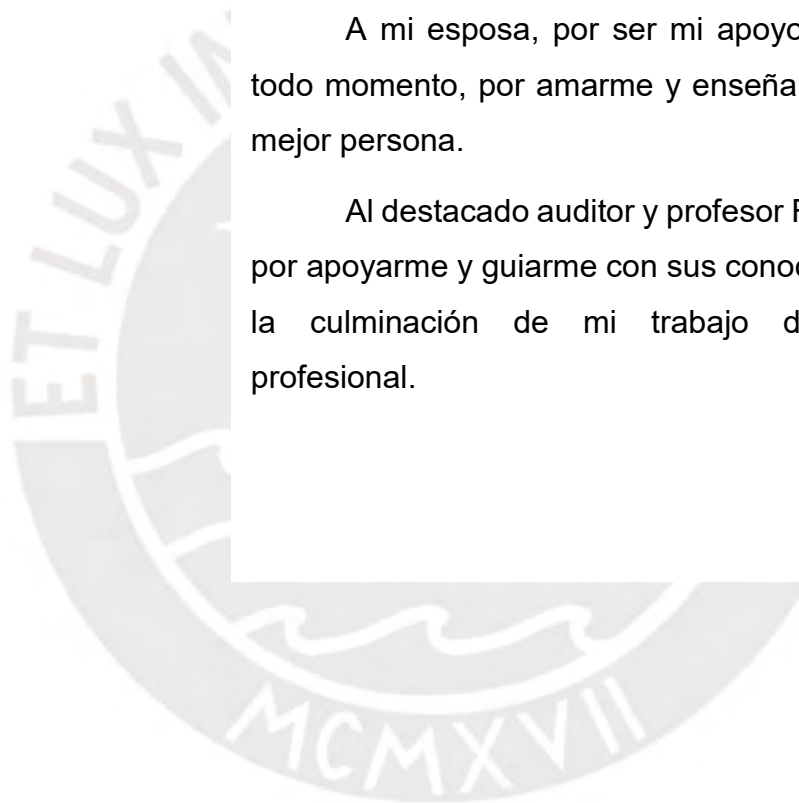 A mi esposa, por ser mi apoyo
todo momento, por amarme y enseña
mejor persona.
Al destacado auditor y profesor
por apoyarme y guiarme con sus
la culminación de mi trabajo
profesional.
ET LUX IN
MCMXVII